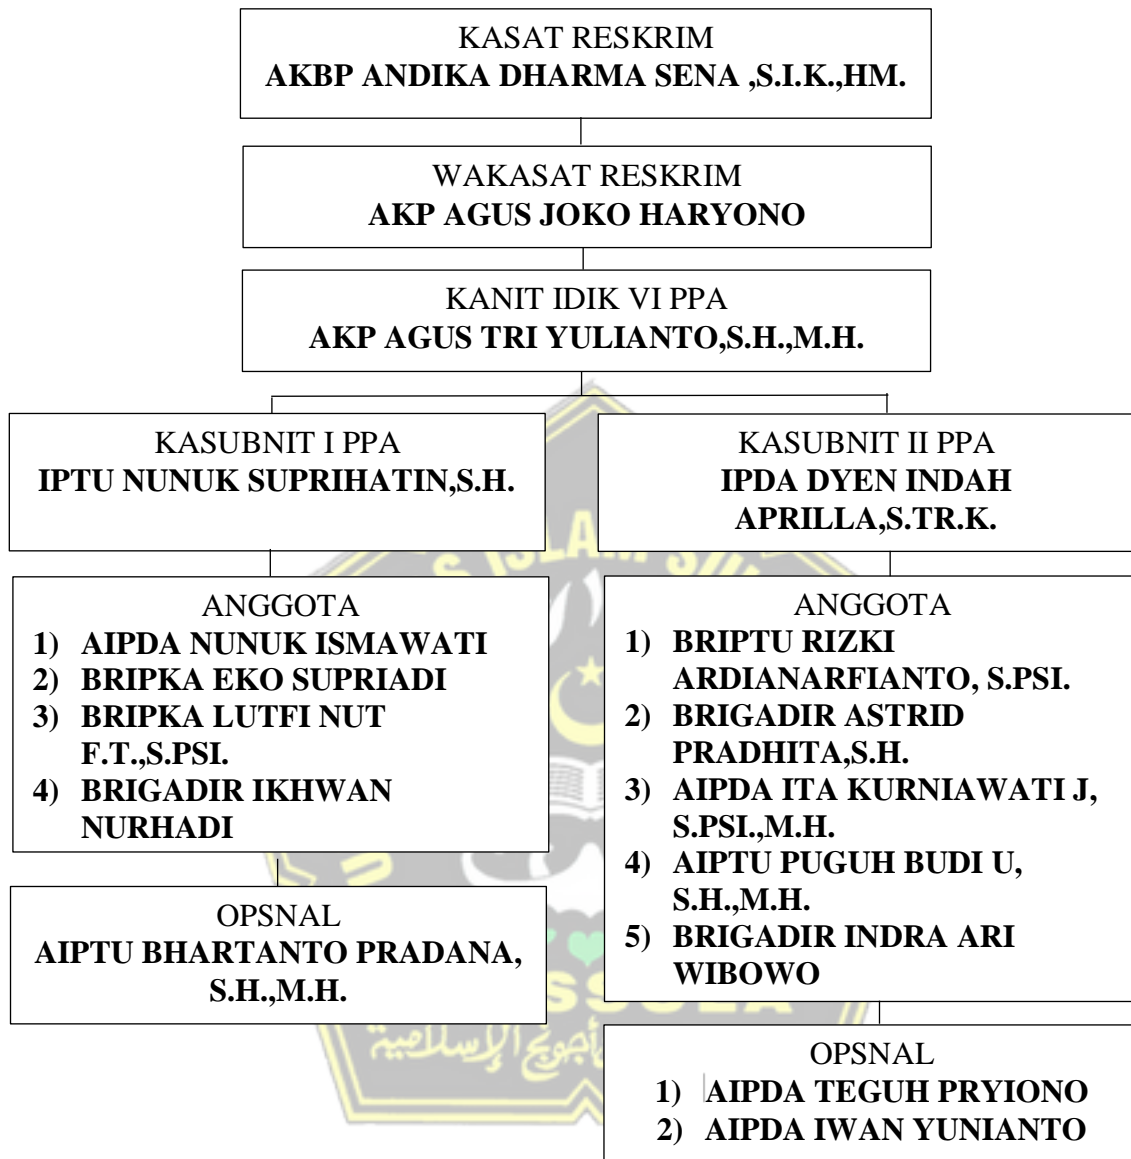 KASAT RESKRIM
AKBP ANDIKA DHARMA SENA ,S.I.K.,HM.
WAKASAT RESKRIM
AKP AGUS JOKO HARYONO
KANIT IDIK VI PPA
AKP AGUS TRI YULIANTO,S.H.,M.H.
KASUBNIT I PPA
IPTU NUNUK SUPRIHATIN,S.H.
KASUBNIT II PPA
IPDA DYEN INDAH
APRILLA,S.TR.K.
ANGGOTA
1) AIPDA NUNUK ISMAWATI
2) BRIPKA EKO SUPRIADI
3) BRIPKA LUTFI NUT
F.T.,S.PSI.
4) BRIGADIR IKHWAN
NURHADI
OPSNAL
AIPTU BHARTANTO PRADANA,
S.H.,M.H.
ANGGOTA
1) BRIPTU RIZKI
ARDIANARFIANTO, S.PSI.
2) BRIGADIR ASTRID
PRADHITA,S.H.
3) AIPDA ITA KURNIAWATI J,
S.PSI.,M.H.
4) AIPTU PUGUH BUDI U,
S.H.,M.H.
5) BRIGADIR INDRA ARI
WIBOWO
OPSNAL
1) AIPDA TEGUH PRYIONO
2) AIPDA IWAN YUNIANTO